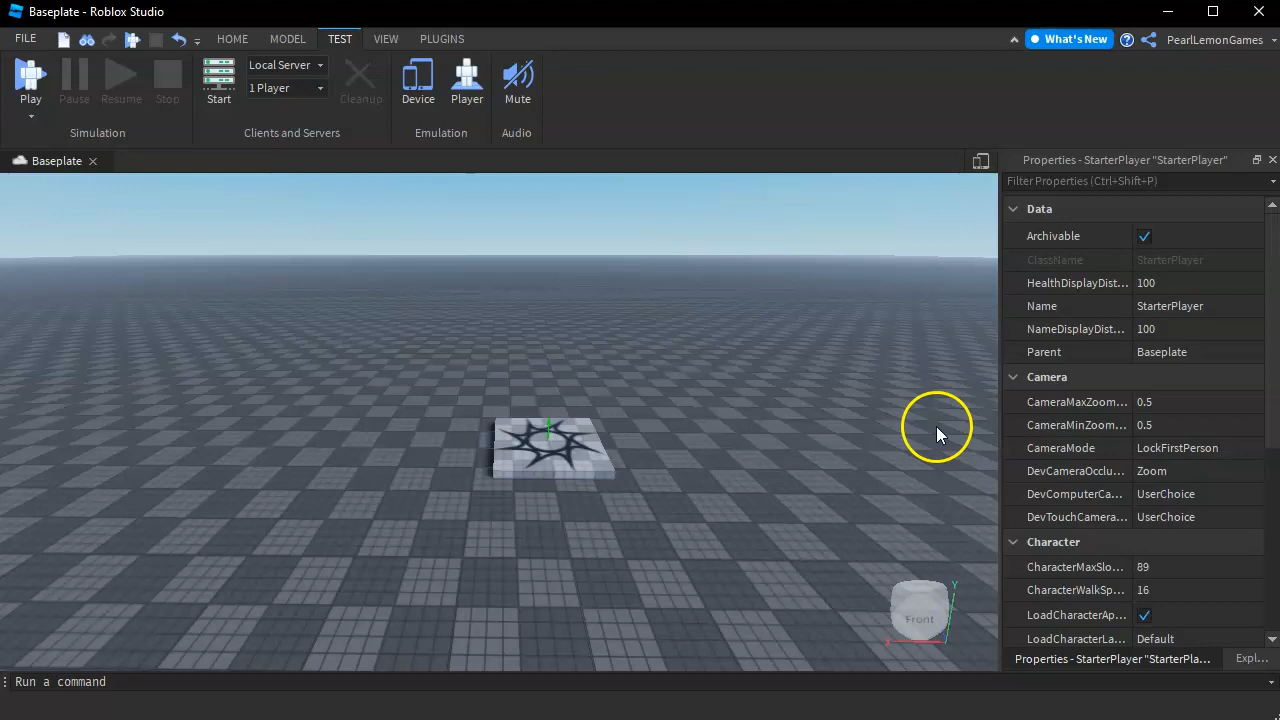 Baseplate - Roblox Studio
FILE HOME MODEL TEST VIEW PLUGINS What's New PearlLemonGames
Play Pause Resume Stop Start Local Server 1 Player Cleanup Device Player Mute
Simulation Clients and Servers Emulation Audio
Baseplate
Properties - StarterPlayer "StarterPlayer"
Filter Properties (Ctrl+Shift+P)
Data
Archivable
ClassName StarterPlayer
HealthDisplayDist... 100
Name StarterPlayer
NameDisplayDist... 100
Parent Baseplate
Camera
CameraMaxZoom... 0.5
CameraMinZoom... 0.5
CameraMode LockFirstPerson
DevCameraOcclu... Zoom
DevComputerCa... UserChoice
DevTouchCamera... UserChoice
Character
CharacterMaxSlo... 89
CharacterWalkSp... 16
LoadCharacterAp...
LoadCharacterLa... Default
Properties - StarterPlayer "StarterPla... Expl...
Front
Y
X
Run a command